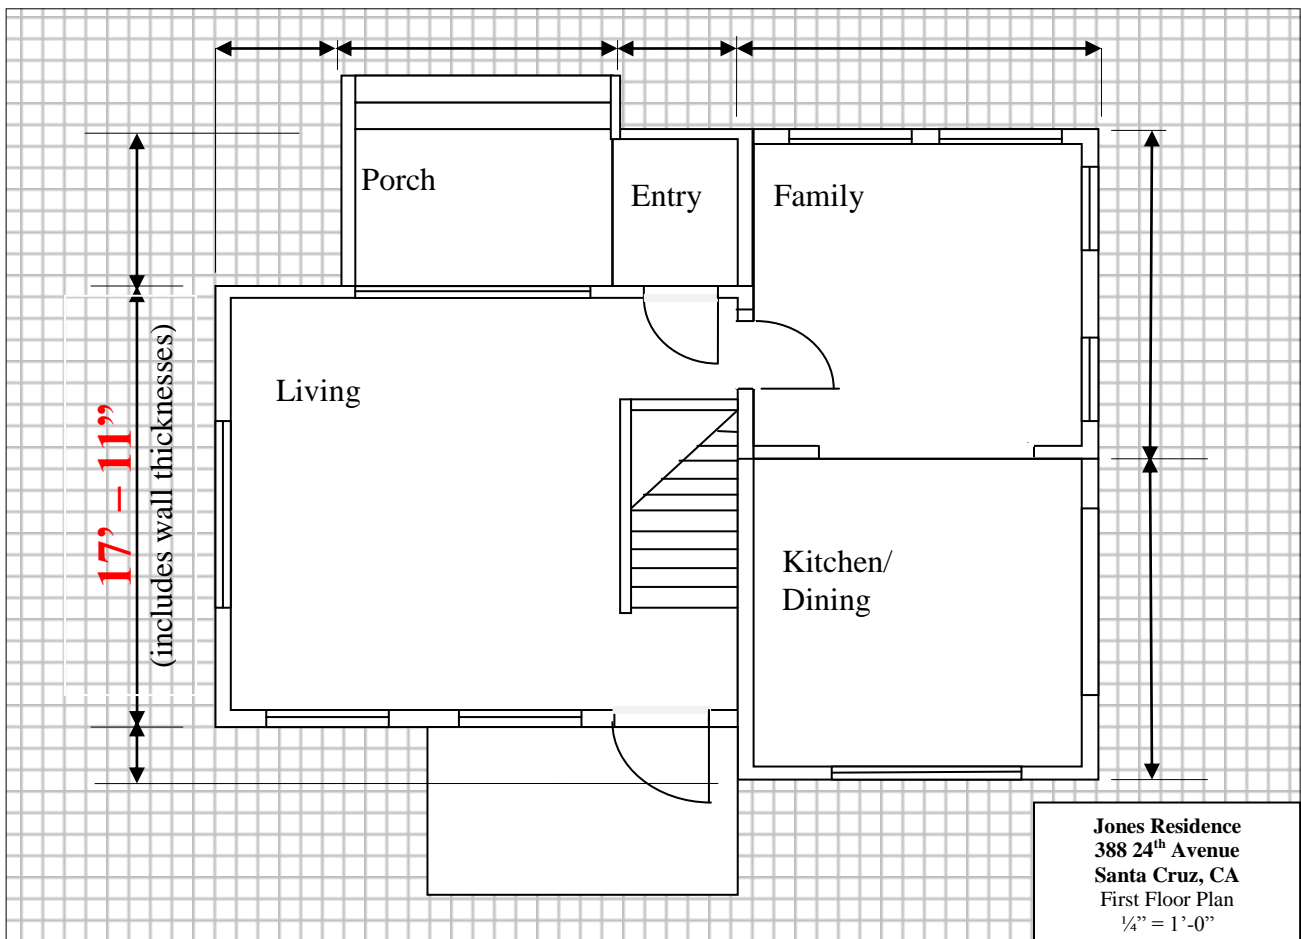 Porch
Entry
Family
Living
17’ – 11”
(includes wall thicknesses)
Kitchen/
Dining
Jones Residence
388 24th Avenue
Santa Cruz, CA
First Floor Plan
¼” = 1’-0”